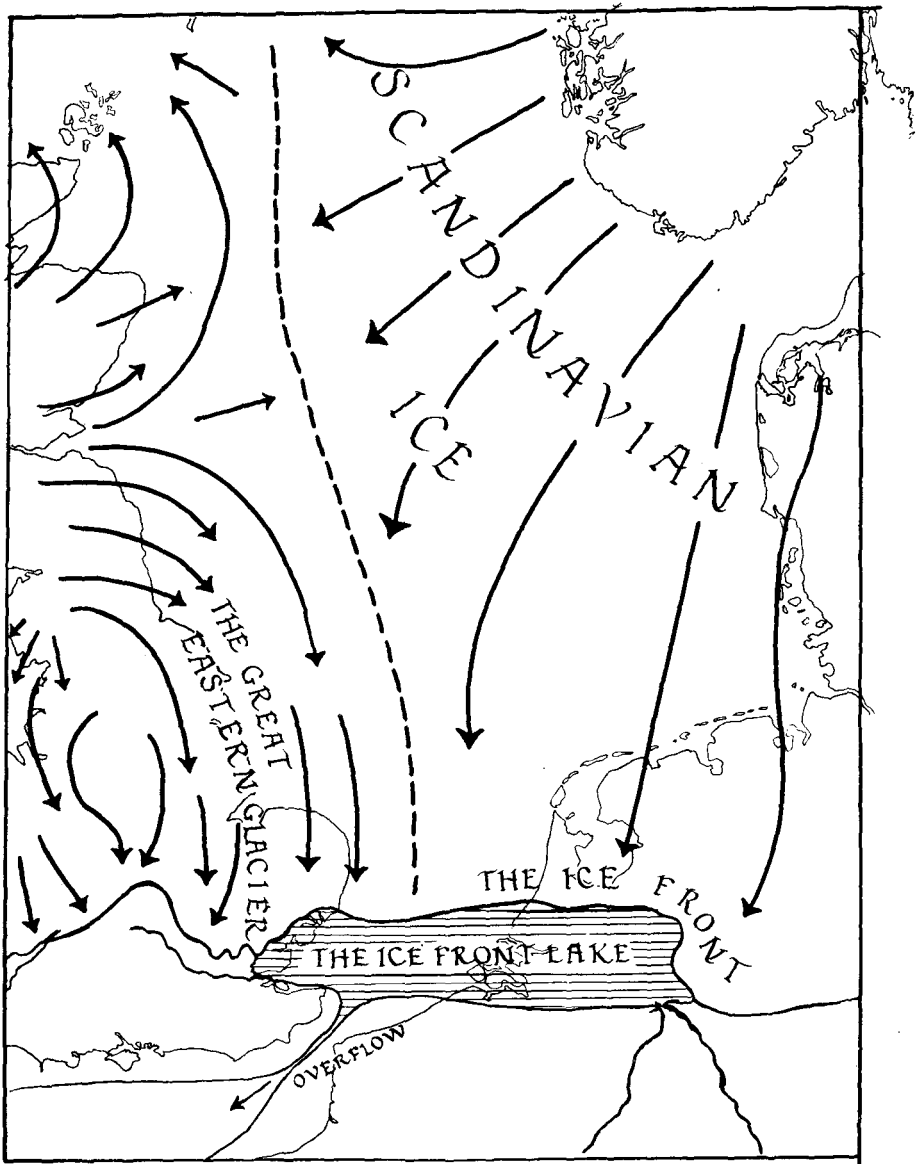 SCANDINAVIAN
ICE
THE GREAT
EASTERN GLACIER
THE ICE FRONT
THE ICE FRONT LAKE
OVERFLOW